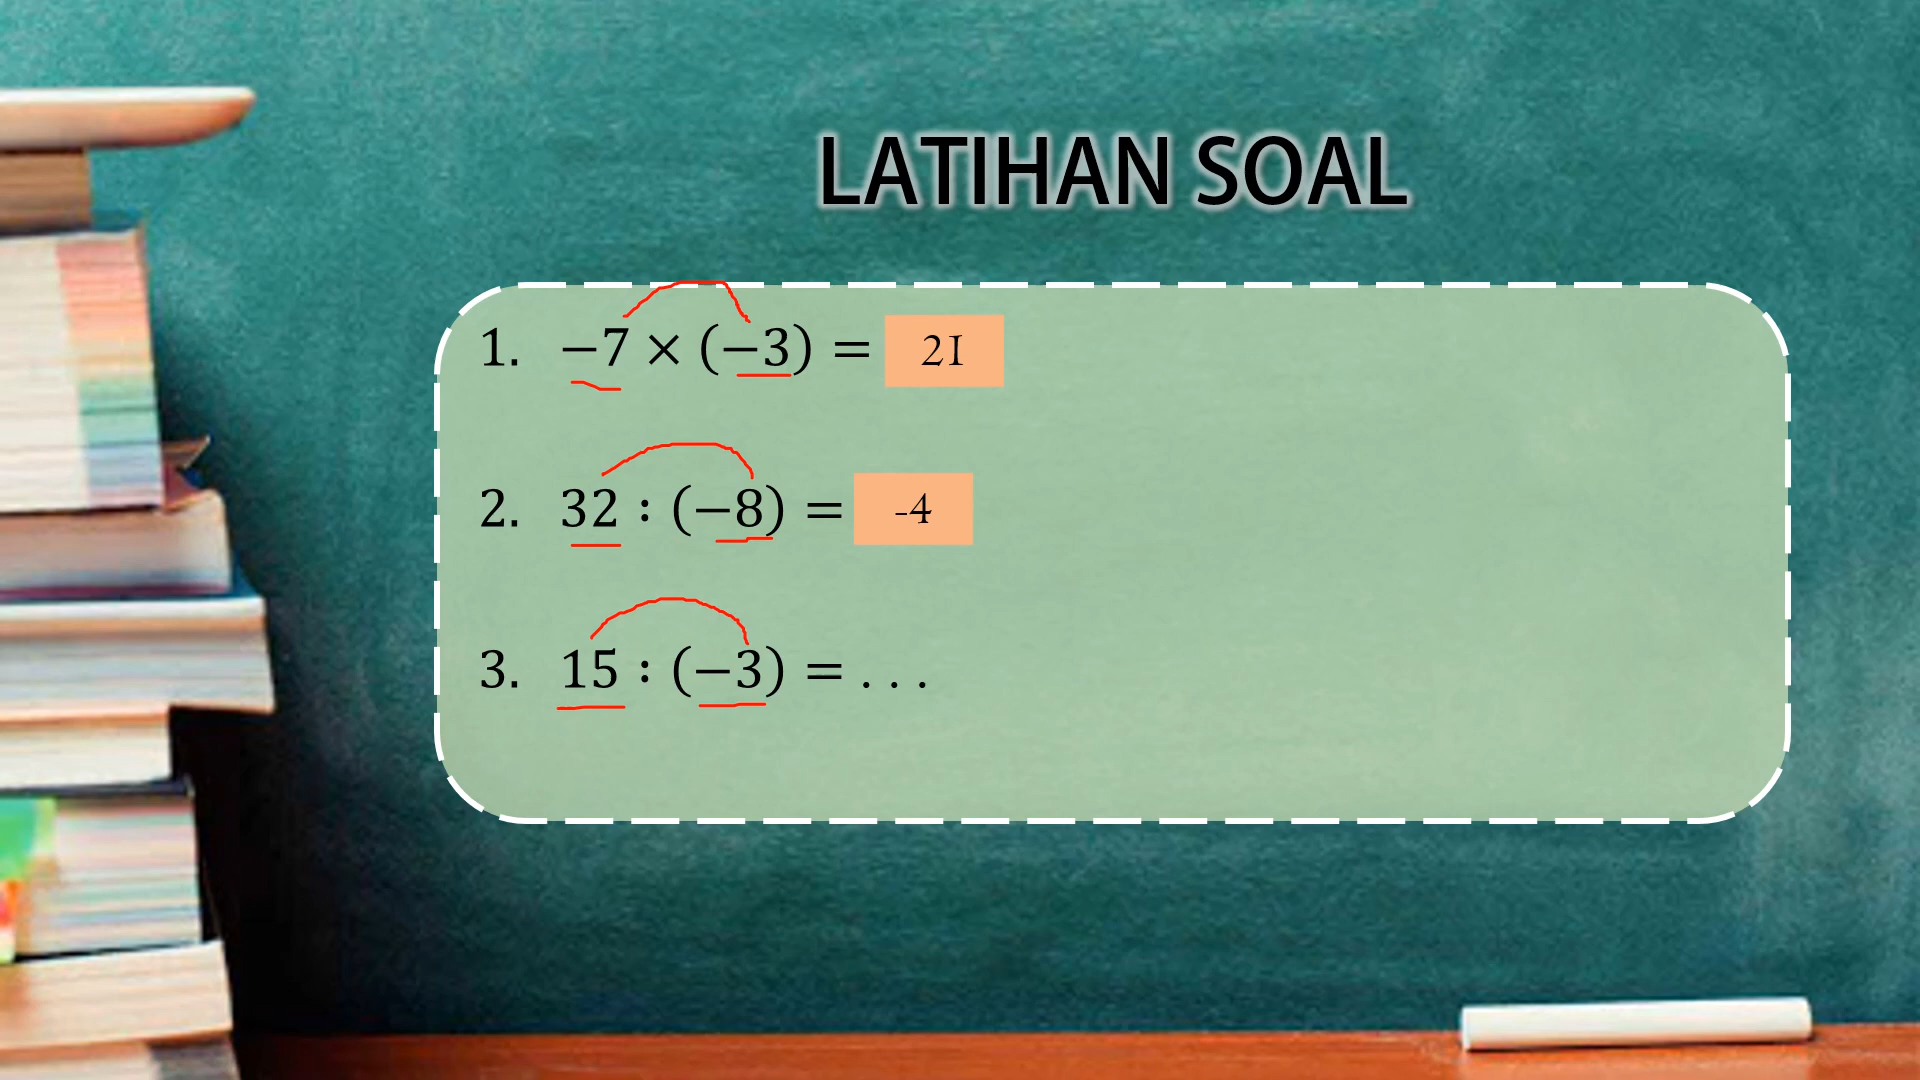 LATIHAN SOAL
1. −7 × (−3) = 21
2. 32 : (−8) = -4
3. 15 : (−3) = . . .